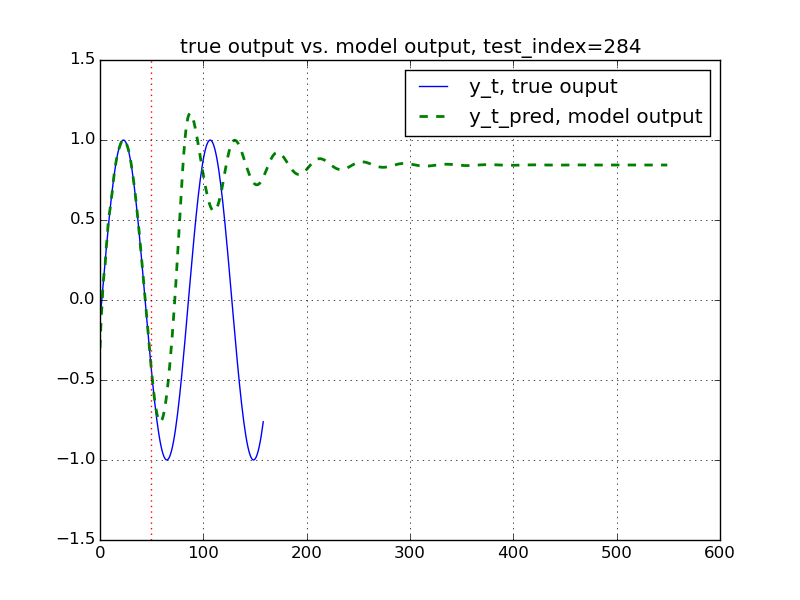 true output vs. model output, test_index=284
y_t, true ouput
y_t_pred, model output
1.5
1.0
0.5
0.0
−0.5
−1.0
−1.5
0 100 200 300 400 500 600